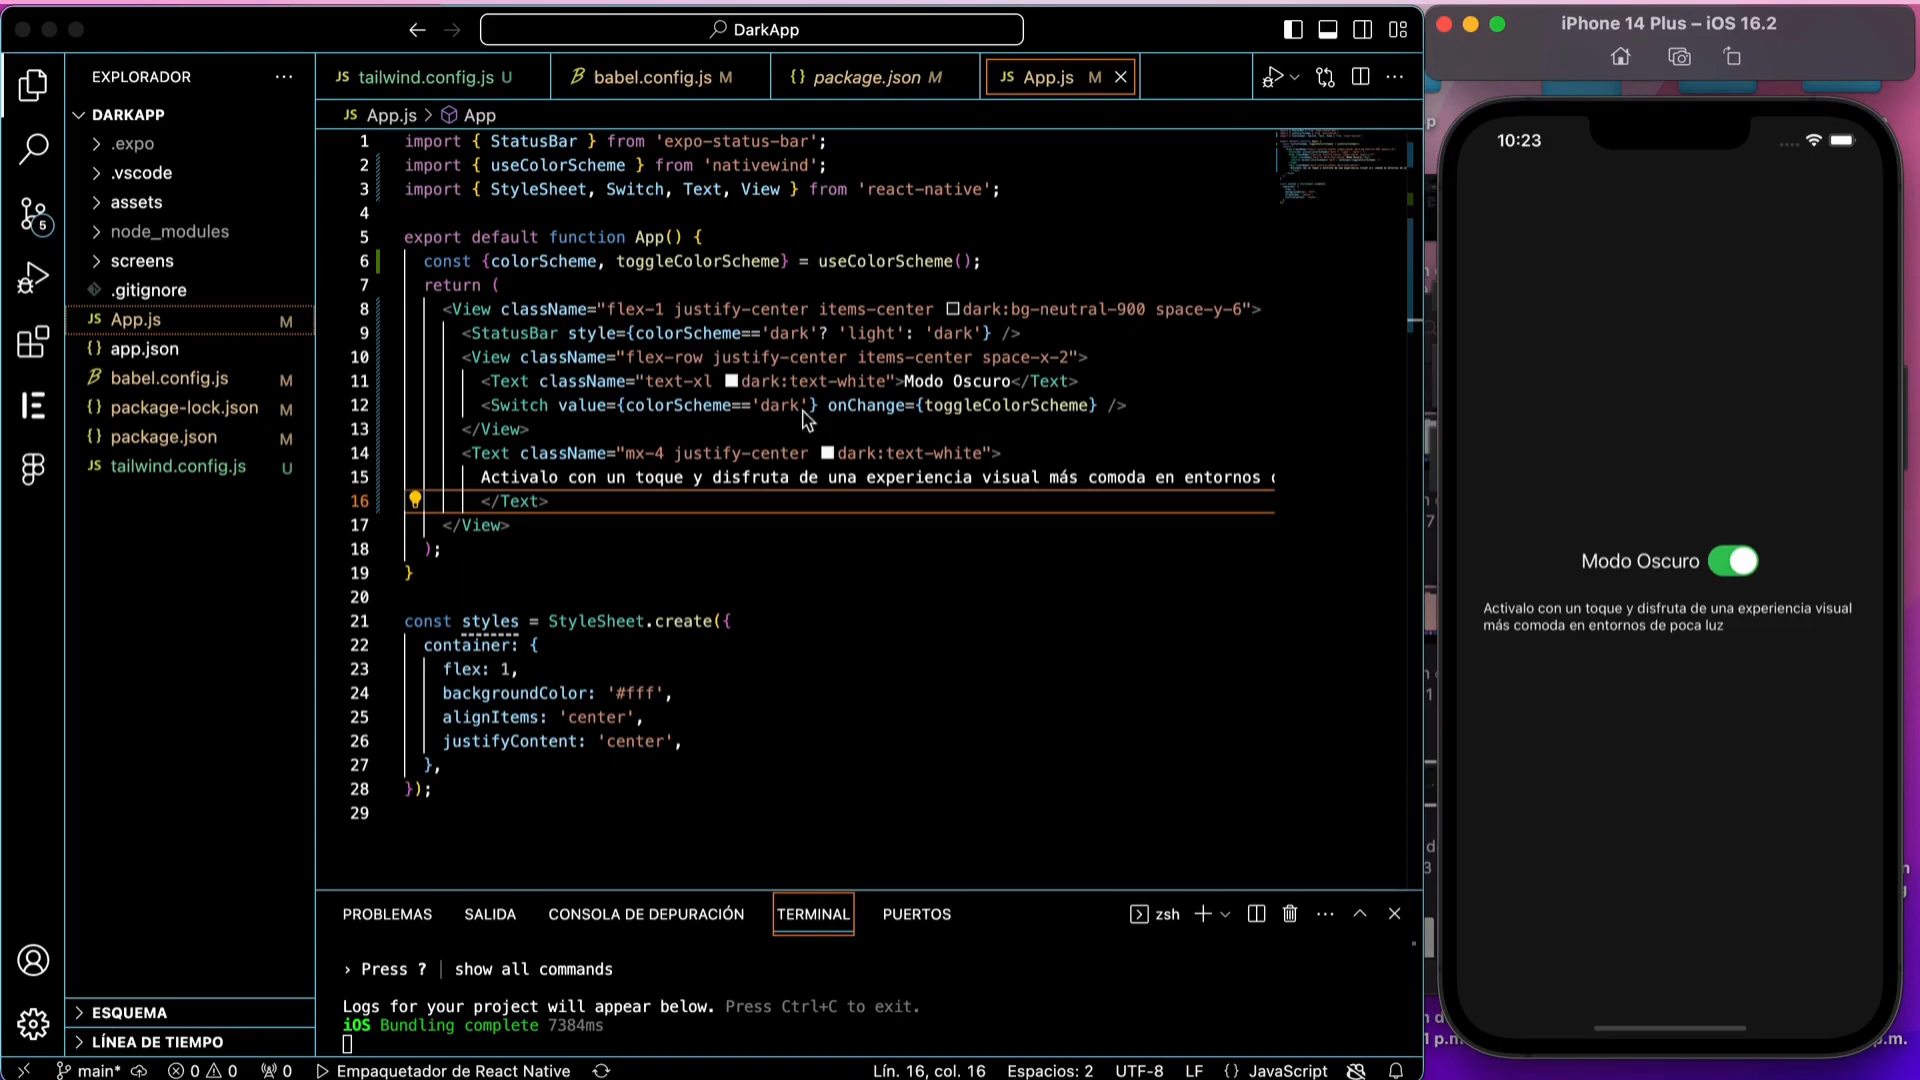 DarkApp
iPhone 14 Plus – iOS 16.2
EXPLORADOR
JS tailwind.config.js U
babel.config.js M
{} package.json M
JS App.js M
DARKAPP
JS App.js > App
.expo
.vscode
assets
node_modules
screens
.gitignore
JS App.js M
{} app.json
babel.config.js M
{} package-lock.json M
{} package.json M
JS tailwind.config.js U
5
1 import { StatusBar } from 'expo-status-bar';
2 import { useColorScheme } from 'nativewind';
3 import { StyleSheet, Switch, Text, View } from 'react-native';
4
5 export default function App() {
6 const {colorScheme, toggleColorScheme} = useColorScheme();
7 return (
8 <View className="flex-1 justify-center items-center dark:bg-neutral-900 space-y-6">
9 <StatusBar style={colorScheme=='dark'? 'light': 'dark'} />
10 <View className="flex-row justify-center items-center space-x-2">
11 <Text className="text-xl dark:text-white">Modo Oscuro</Text>
12 <Switch value={colorScheme=='dark'} onChange={toggleColorScheme} />
13 </View>
14 <Text className="mx-4 justify-center dark:text-white">
15 Activalo con un toque y disfruta de una experiencia visual más comoda en entornos
16 </Text>
17 </View>
18 );
19 }
20
21 const styles = StyleSheet.create({
22 container: {
23 flex: 1,
24 backgroundColor: '#fff',
25 alignItems: 'center',
26 justifyContent: 'center',
27 },
28 });
29
10:23
Modo Oscuro
Activalo con un toque y disfruta de una experiencia visual
más comoda en entornos de poca luz
PROBLEMAS SALIDA CONSOLA DE DEPURACIÓN TERMINAL PUERTOS
zsh
› Press ? │ show all commands
Logs for your project will appear below. Press Ctrl+C to exit.
iOS Bundling complete 7384ms
ESQUEMA
LÍNEA DE TIEMPO
main* 0 0 0 Empaquetador de React Native
Lín. 16, col. 16 Espacios: 2 UTF-8 LF {} JavaScript